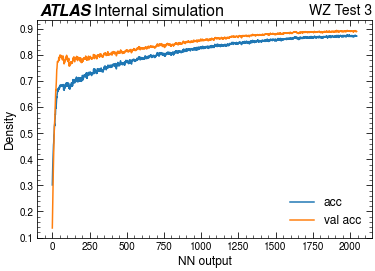 ATLAS Internal simulation
WZ Test 3
0.9
0.8
0.7
0.6
0.5
0.4
0.3
0.2
0.1
Density
acc
val acc
0 250 500 750 1000 1250 1500 1750 2000
NN output